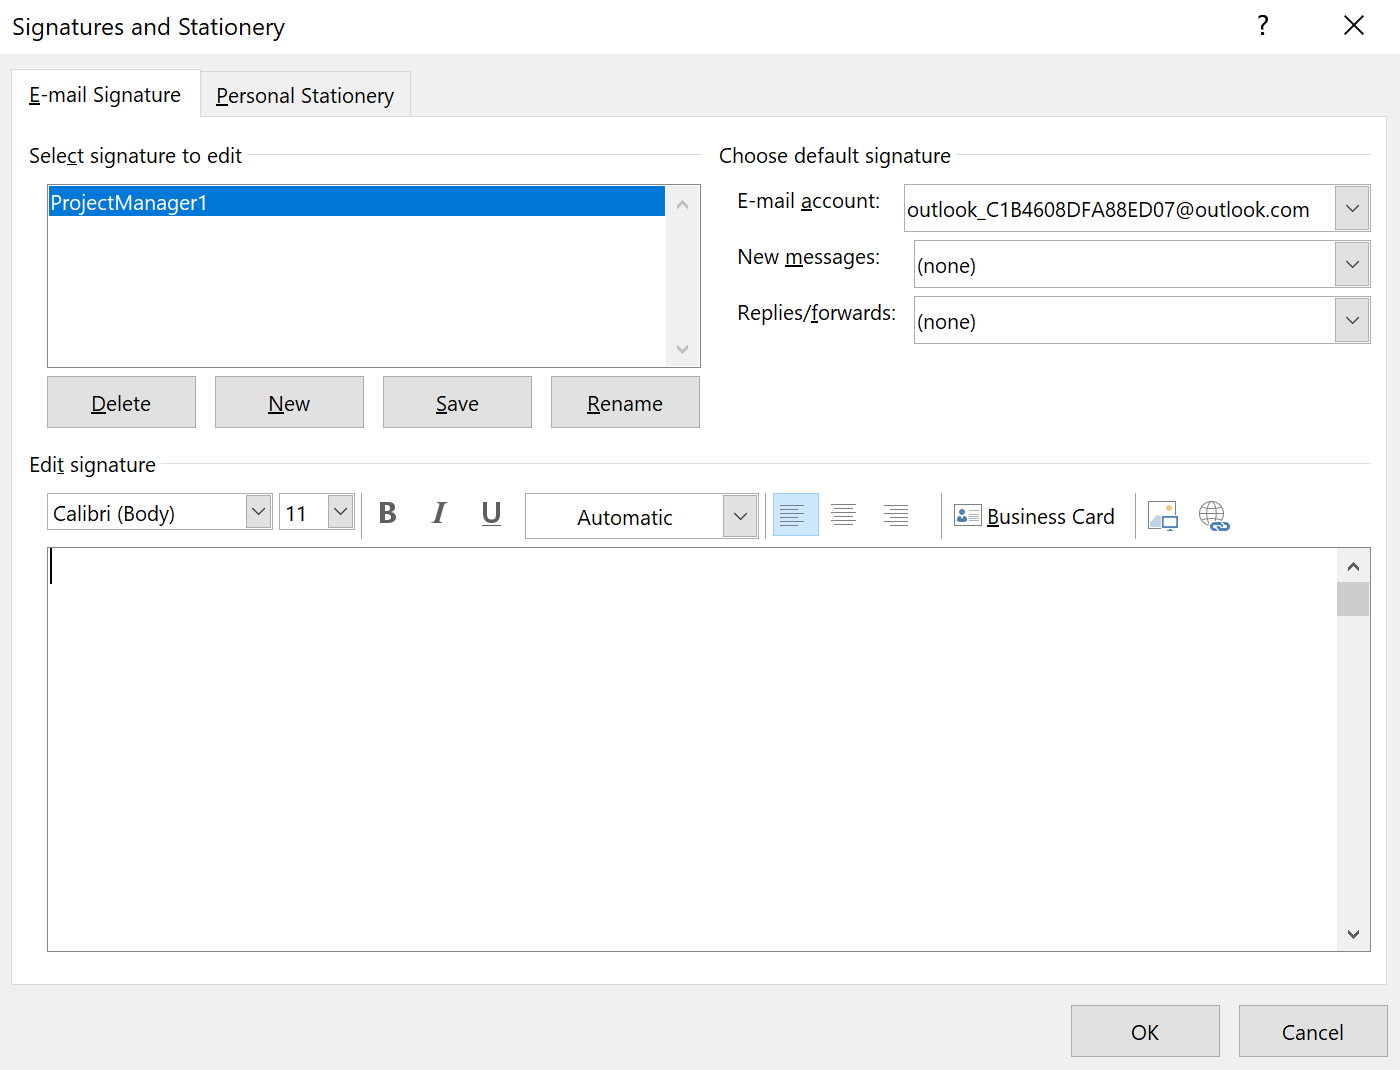 Signatures and Stationery ?
E-mail Signature
Personal Stationery
Select signature to edit
ProjectManager1
Delete
New
Save
Rename
Choose default signature
E-mail account: outlook_C1B4608DFA88ED07@outlook.com
New messages: (none)
Replies/forwards: (none)
Edit signature
Calibri (Body) 11 B I U Automatic Business Card
OK
Cancel